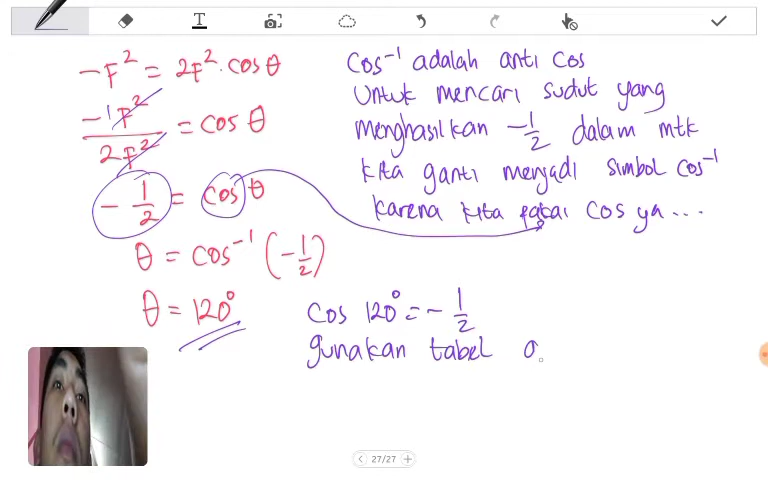 T
-F² = 2F² · cos θ
-1F²/2F² = cos θ
-1/2 = cos θ
θ = cos⁻¹ (-1/2)
θ = 120°
Cos⁻¹ adalah anti cos
Untuk mencari sudut yang
menghasilkan -1/2 dalam mtk
kita ganti menjadi simbol cos⁻¹
karena kita pakai cos ya ...
Cos 120° = -1/2
gunakan tabel
27/27